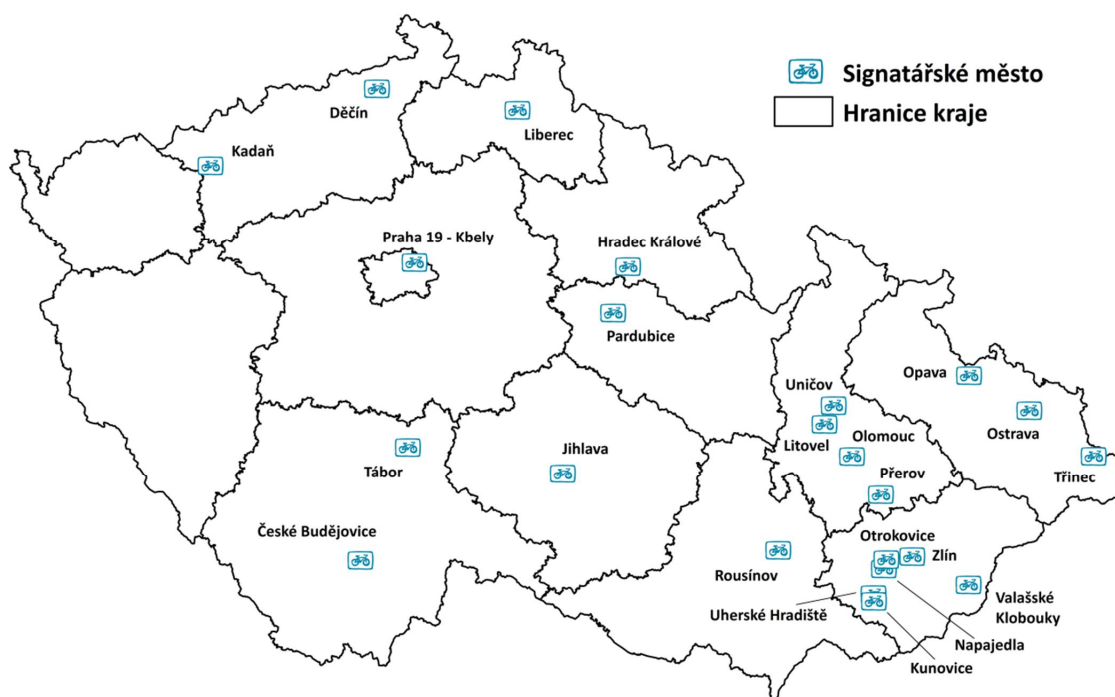 Signatářské město
Hranice kraje
Děčín
Liberec
Kadaň
Praha 19 - Kbely
Hradec Králové
Pardubice
Opava
Uničov
Ostrava
Litovel
Olomouc
Tábor
Jihlava
Přerov
Třinec
České Budějovice
Otrokovice
Zlín
Rousínov
Valašské
Klobouky
Uherské Hradiště
Napajedla
Kunovice